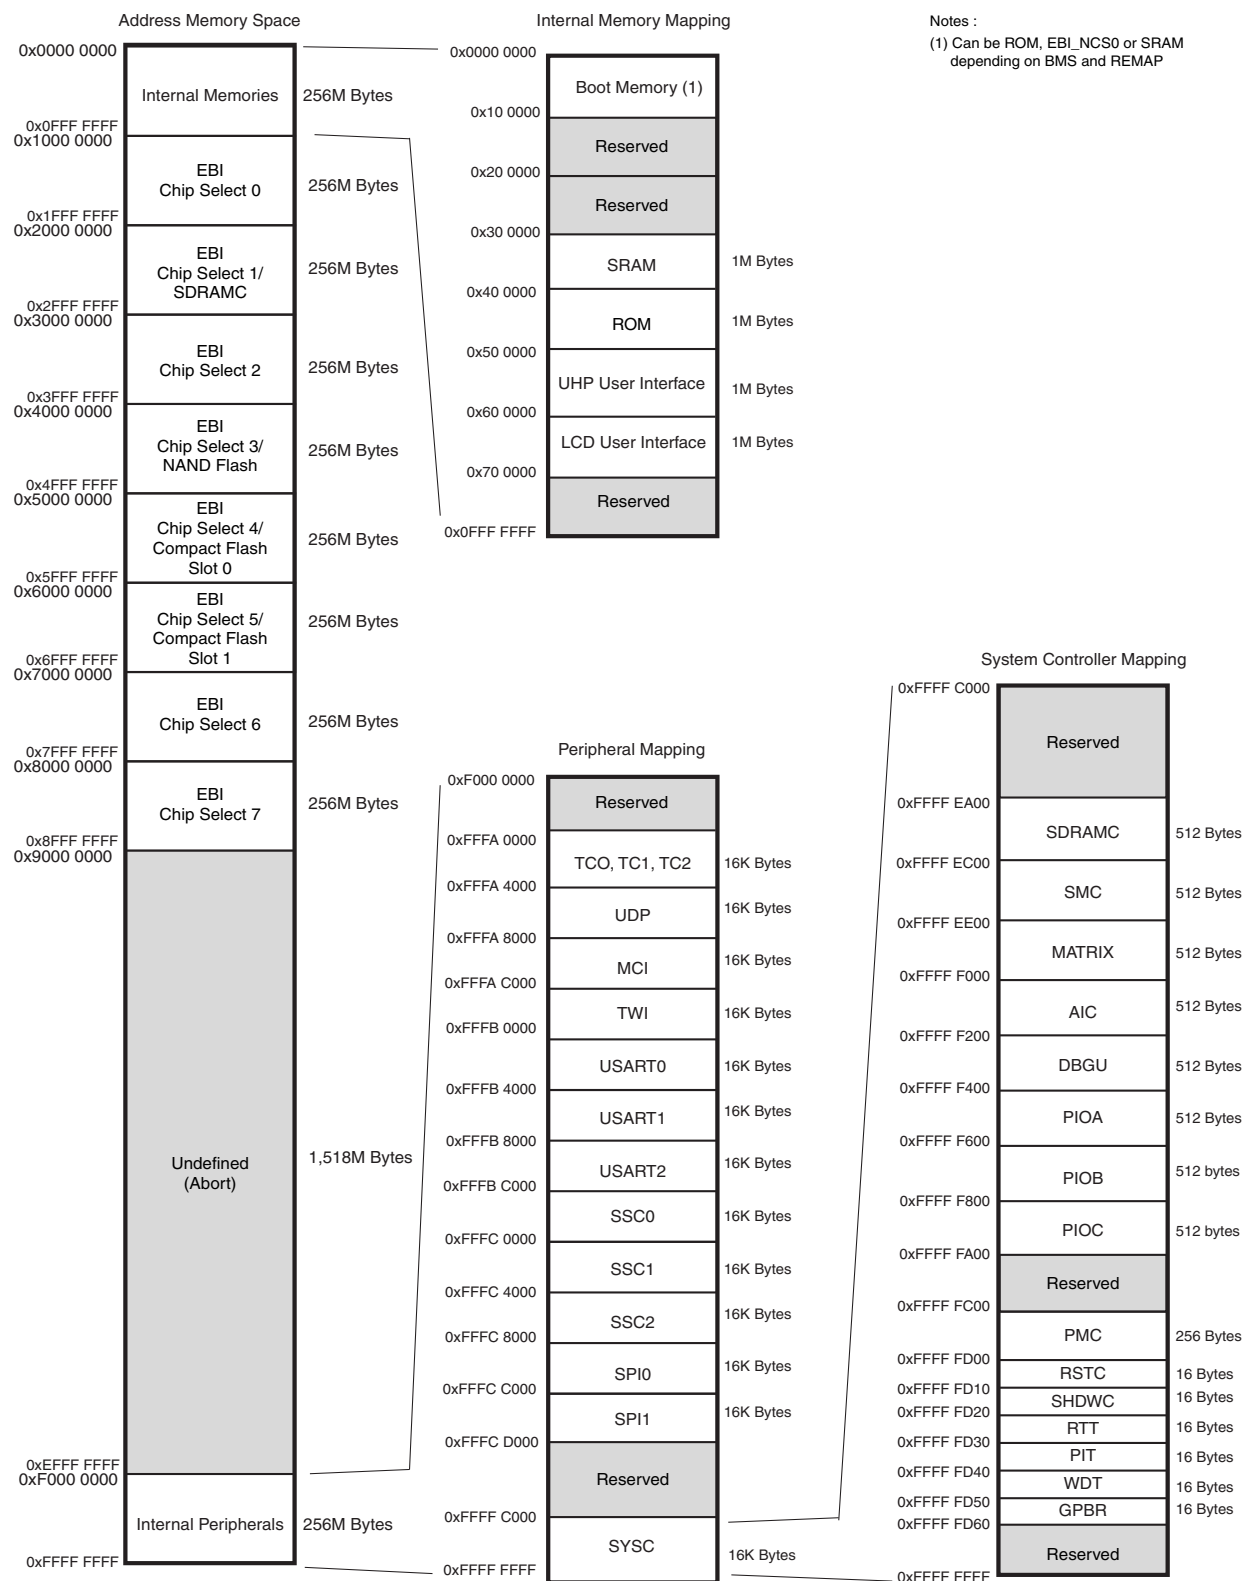 Address Memory Space
0x0000 0000
Internal Memories
256M Bytes
0x0FFF FFFF
0x1000 0000
EBI
Chip Select 0
256M Bytes
0x1FFF FFFF
0x2000 0000
EBI
Chip Select 1/
SDRAMC
256M Bytes
0x2FFF FFFF
0x3000 0000
EBI
Chip Select 2
256M Bytes
0x3FFF FFFF
0x4000 0000
EBI
Chip Select 3/
NAND Flash
256M Bytes
0x4FFF FFFF
0x5000 0000
EBI
Chip Select 4/
Compact Flash
Slot 0
256M Bytes
0x5FFF FFFF
0x6000 0000
EBI
Chip Select 5/
Compact Flash
Slot 1
256M Bytes
0x6FFF FFFF
0x7000 0000
EBI
Chip Select 6
256M Bytes
0x7FFF FFFF
0x8000 0000
EBI
Chip Select 7
256M Bytes
0x8FFF FFFF
0x9000 0000
Undefined
(Abort)
1,518M Bytes
0xEFFF FFFF
0xF000 0000
Internal Peripherals
256M Bytes
0xFFFF FFFF
Internal Memory Mapping
0x0000 0000
Boot Memory (1)
0x10 0000
Reserved
0x20 0000
Reserved
0x30 0000
SRAM
1M Bytes
0x40 0000
ROM
1M Bytes
0x50 0000
UHP User Interface
1M Bytes
0x60 0000
LCD User Interface
1M Bytes
0x70 0000
Reserved
0x0FFF FFFF
Notes :
(1) Can be ROM, EBI_NCS0 or SRAM
depending on BMS and REMAP
Peripheral Mapping
0xF000 0000
Reserved
0xFFFA 0000
TCO, TC1, TC2
16K Bytes
0xFFFA 4000
UDP
16K Bytes
0xFFFA 8000
MCI
16K Bytes
0xFFFA C000
TWI
16K Bytes
0xFFFB 0000
USART0
16K Bytes
0xFFFB 4000
USART1
16K Bytes
0xFFFB 8000
USART2
16K Bytes
0xFFFB C000
SSC0
16K Bytes
0xFFFC 0000
SSC1
16K Bytes
0xFFFC 4000
SSC2
16K Bytes
0xFFFC 8000
SPI0
16K Bytes
0xFFFC C000
SPI1
16K Bytes
0xFFFC D000
Reserved
0xFFFF C000
SYSC
16K Bytes
0xFFFF FFFF
System Controller Mapping
0xFFFF C000
Reserved
0xFFFF EA00
SDRAMC
512 Bytes
0xFFFF EC00
SMC
512 Bytes
0xFFFF EE00
MATRIX
512 Bytes
0xFFFF F000
AIC
512 Bytes
0xFFFF F200
DBGU
512 Bytes
0xFFFF F400
PIOA
512 Bytes
0xFFFF F600
PIOB
512 bytes
0xFFFF F800
PIOC
512 bytes
0xFFFF FA00
Reserved
0xFFFF FC00
PMC
256 Bytes
0xFFFF FD00
RSTC
16 Bytes
0xFFFF FD10
SHDWC
16 Bytes
0xFFFF FD20
RTT
16 Bytes
0xFFFF FD30
PIT
16 Bytes
0xFFFF FD40
WDT
16 Bytes
0xFFFF FD50
GPBR
16 Bytes
0xFFFF FD60
Reserved
0xFFFF FFFF